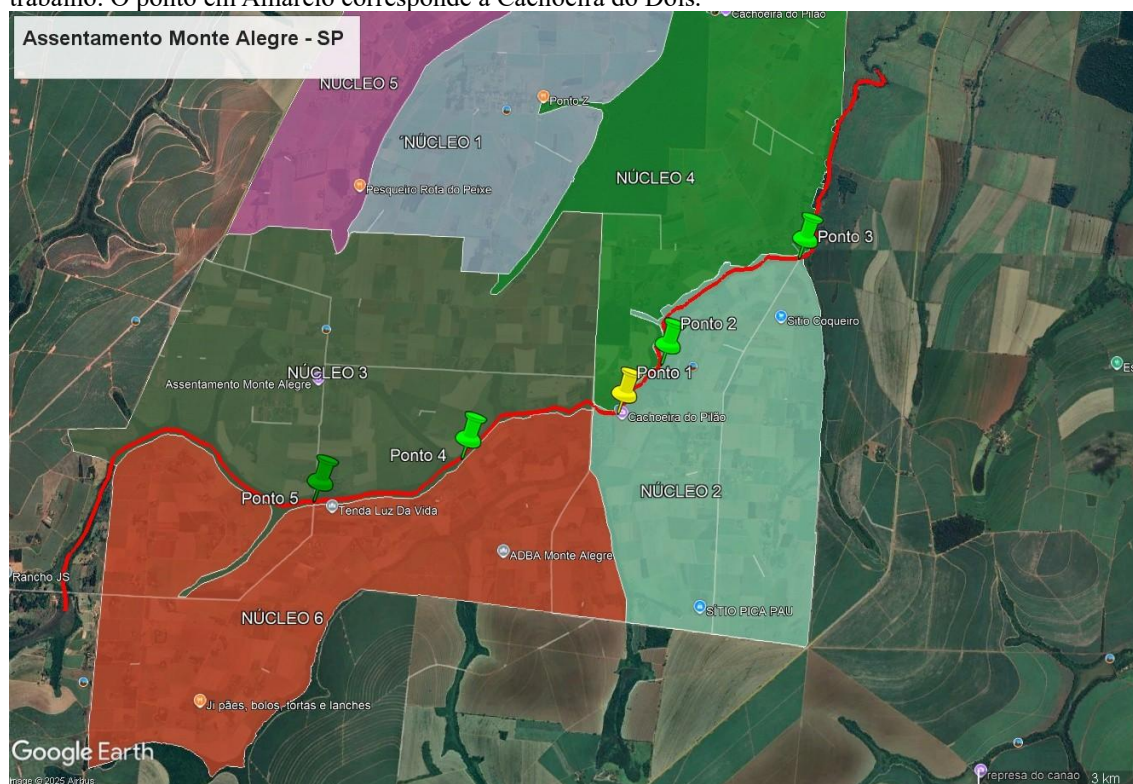 trabalho. O ponto em Amarelo corresponde a Cachoeira do Dois.
Assentamento Monte Alegre - SP
Cachoeira do Pilão
NÚCLEO 5
Ponto Z
NÚCLEO 1
NÚCLEO 4
Pesqueiro Rota do Peixe
Ponto 3
Sitio Coqueiro
Ponto 2
Es
NÚCLEO 3
Ponto 1
Assentamento Monte Alegre
Cachoeira do Pilão
Ponto 4
NÚCLEO 2
Ponto 5
Tenda Luz Da Vida
ADBA Monte Alegre
Rancho JS
SÍTIO PICA PAU
NÚCLEO 6
Ji pães, bolos, tortas e lanches
Google Earth
Image © 2025 Airbus
represa do canao
3 km